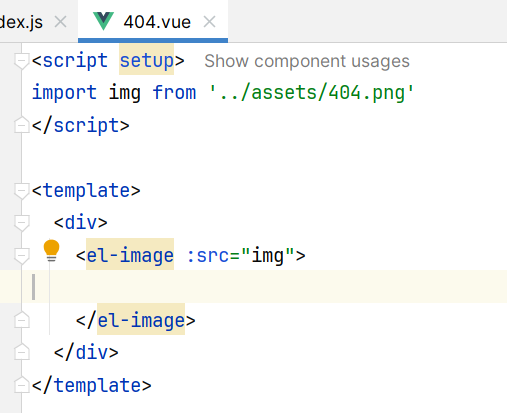 dex.js × 404.vue ×
<script setup> Show component usages
import img from '../assets/404.png'
</script>
<template>
<div>
<el-image :src="img">
</el-image>
</div>
</template>